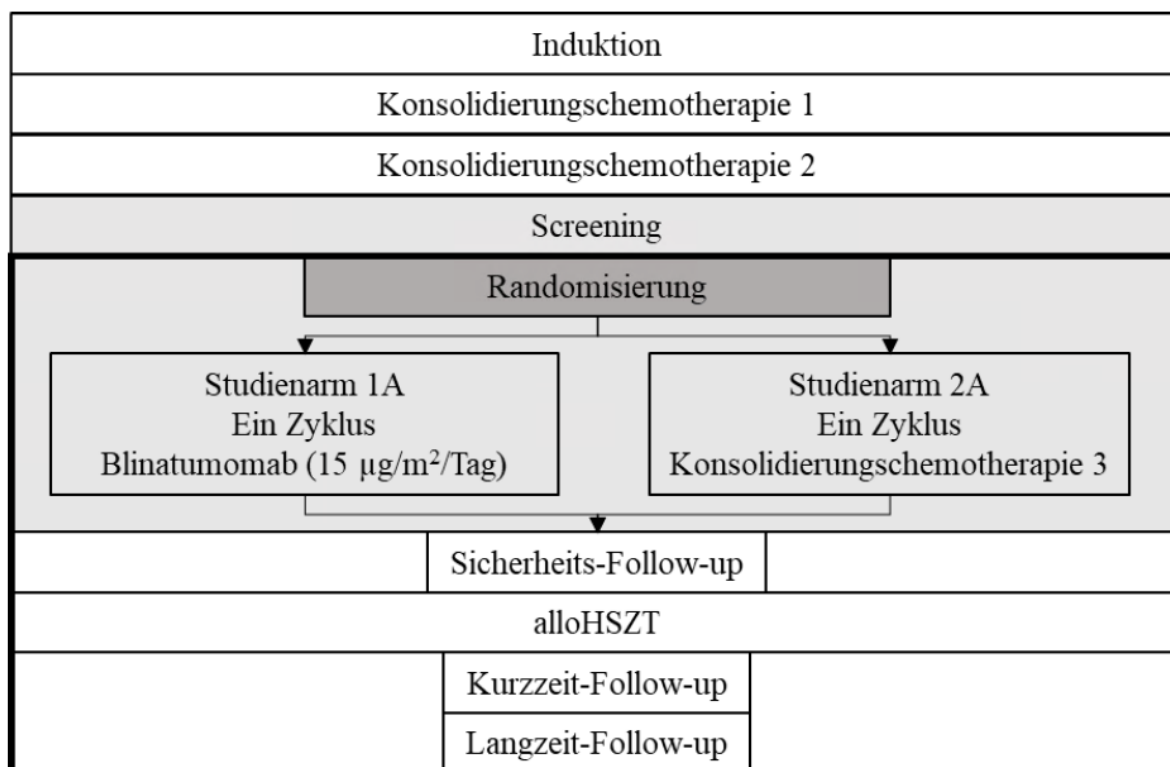 Induktion
Konsolidierungschemotherapie 1
Konsolidierungschemotherapie 2
Screening
Randomisierung
Studienarm 1A
Ein Zyklus
Blinatumomab (15 µg/m²/Tag)
Studienarm 2A
Ein Zyklus
Konsolidierungschemotherapie 3
Sicherheits-Follow-up
alloHSZT
Kurzzeit-Follow-up
Langzeit-Follow-up